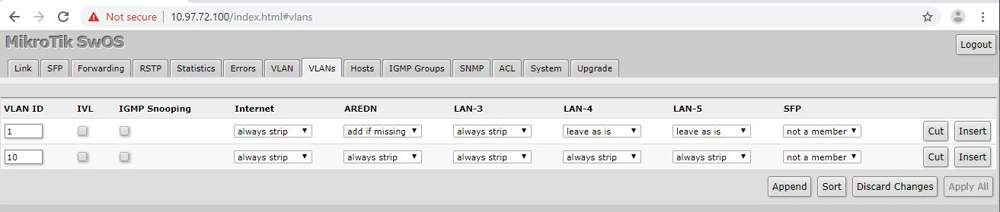 Not secure | 10.97.72.100/index.html#vlans
MikroTik SwOS
Logout
Link SFP Forwarding RSTP Statistics Errors VLAN VLANs Hosts IGMP Groups SNMP ACL System Upgrade
VLAN ID IVL IGMP Snooping Internet AREDN LAN-3 LAN-4 LAN-5 SFP
1 always strip add if missing always strip leave as is leave as is not a member Cut Insert
10 always strip always strip always strip always strip always strip not a member Cut Insert
Append Sort Discard Changes Apply All